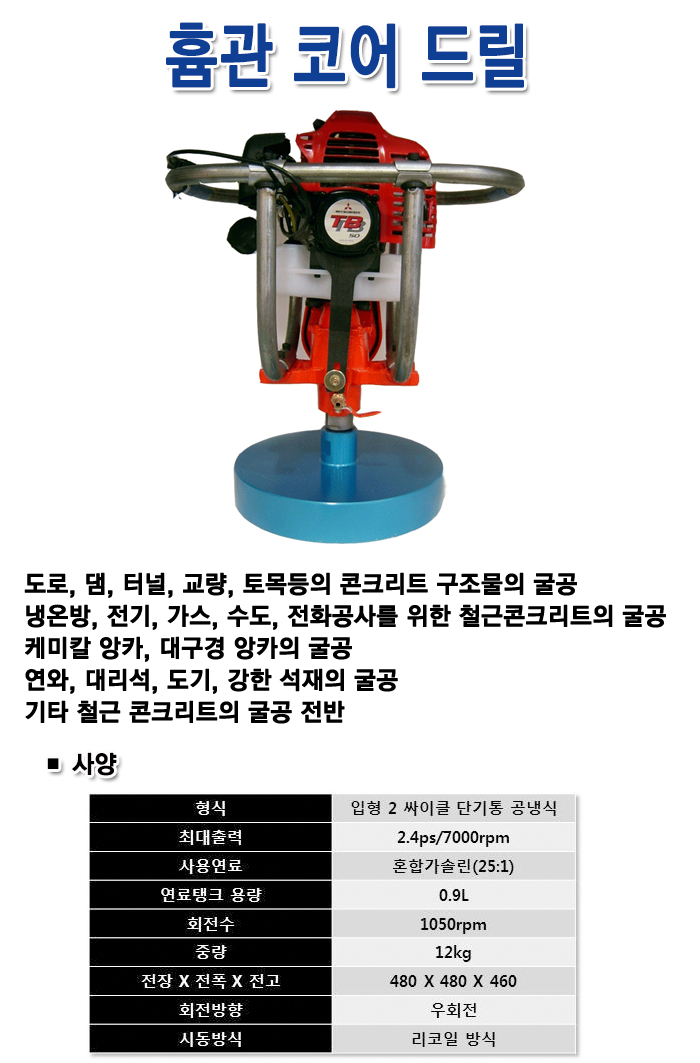 흄관 코어 드릴
MITSUBISHI
TB
50
도로, 댐, 터널, 교량, 토목등의 콘크리트 구조물의 굴공
냉온방, 전기, 가스, 수도, 전화공사를 위한 철근콘크리트의 굴공
케미칼 앙카, 대구경 앙카의 굴공
연와, 대리석, 도기, 강한 석재의 굴공
기타 철근 콘크리트의 굴공 전반
■ 사양
형식 입형 2 싸이클 단기통 공냉식
최대출력 2.4ps/7000rpm
사용연료 혼합가솔린(25:1)
연료탱크 용량 0.9L
회전수 1050rpm
중량 12kg
전장 X 전폭 X 전고 480 X 480 X 460
회전방향 우회전
시동방식 리코일 방식